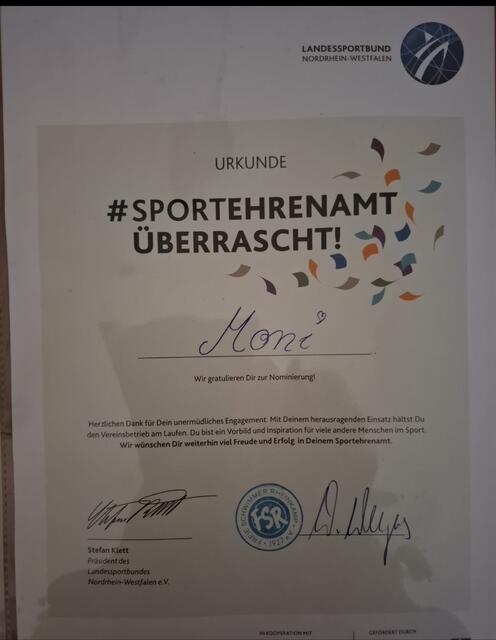 LANDESSPORTBUND
NORDRHEIN-WESTFALEN
URKUNDE
#SPORTEHRENAMT
ÜBERRASCHT!
Moni
Wir gratulieren Dir zur Nominierung!
Herzlichen Dank für Dein unermüdliches Engagement. Mit Deinem herausragenden Einsatz hältst Du
den Vereinsbetrieb am Laufen. Du bist ein Vorbild und Inspiration für viele andere Menschen im Sport.
Wir wünschen Dir weiterhin viel Freude und Erfolg in Deinem Sportehrenamt.
FREIE SCHWIMMER RHEINKAMP e.V.
FSR
1927
Stefan Klett
Präsident des
Landessportbundes
Nordrhein-Westfalen e.V.
IN KOOPERATION MIT
GEFÖRDERT DURCH